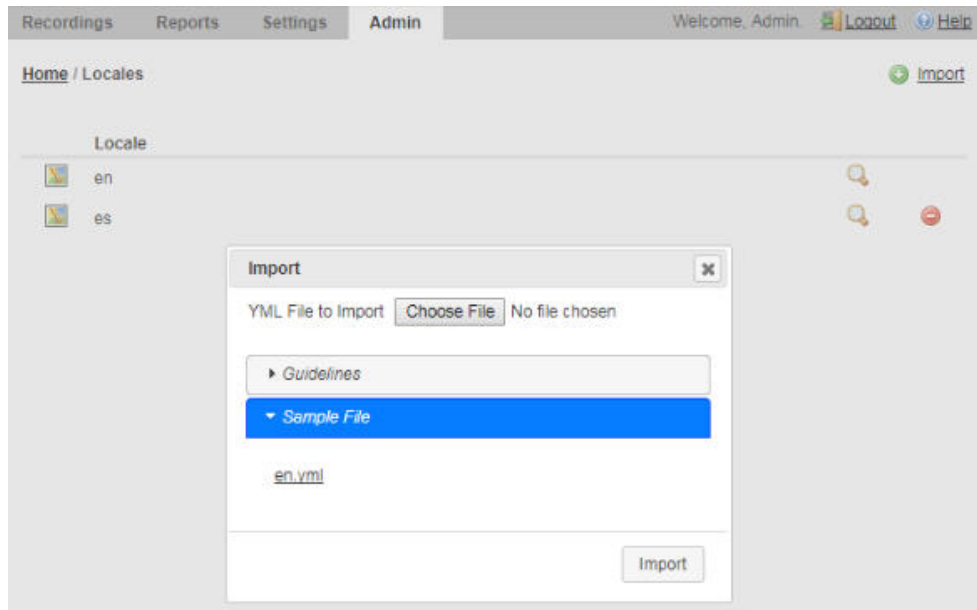 Recordings Reports Settings Admin Welcome, Admin. Logout Help
Home / Locales Import
Locale
en
es
Import
YML File to Import Choose File No file chosen
Guidelines
Sample File
en.yml
Import